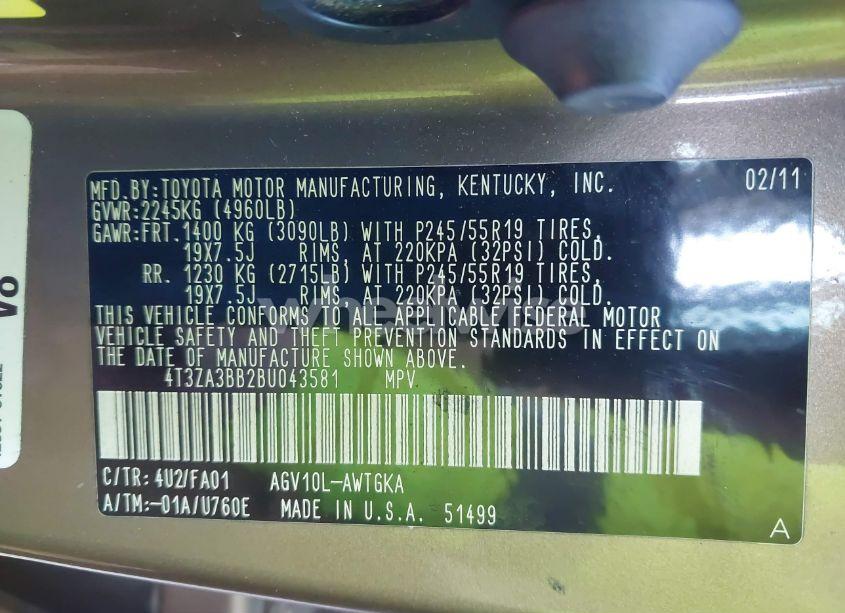 MFD.BY:TOYOTA MOTOR MANUFACTURING, KENTUCKY, INC. 02/11
GVWR:2245KG (4960LB)
GAWR:FRT.1400 KG (3090LB) WITH P245/55R19 TIRES,
19X7.5J RIMS, AT 220KPA (32PSI) COLD.
RR. 1230 KG (2715LB) WITH P245/55R19 TIRES,
19X7.5J RIMS, AT 220KPA (32PSI) COLD.
THIS VEHICLE CONFORMS TO ALL APPLICABLE FEDERAL MOTOR
VEHICLE SAFETY AND THEFT PREVENTION STANDARDS IN EFFECT ON
THE DATE OF MANUFACTURE SHOWN ABOVE.
4T3ZA3BB2BU043581 MPV
C/TR: 4U2/FA01 AGV10L-AWTGKA
A/TM:-01A/U760E MADE IN U.S.A. 51499
A